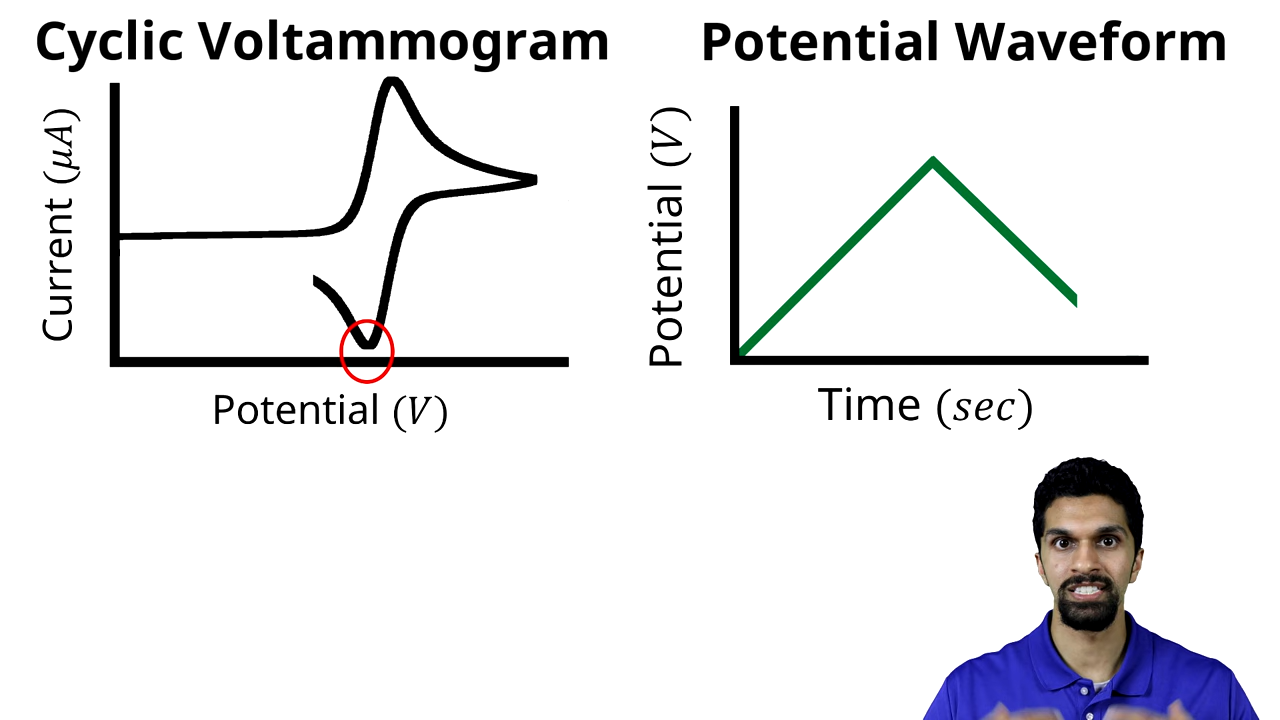 Cyclic Voltammogram
Current (μA)
Potential (V)
Potential Waveform
Potential (V)
Time (sec)